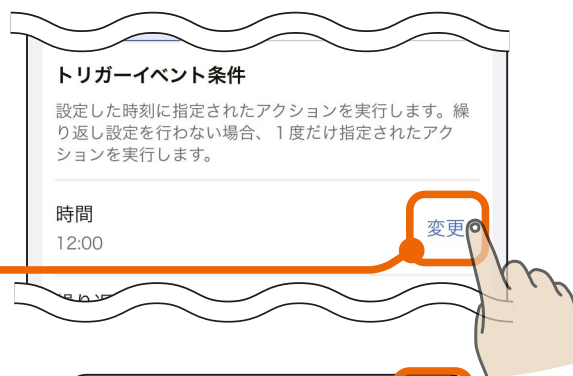 トリガーイベント条件
設定した時刻に指定されたアクションを実行します。繰
り返し設定を行わない場合、1度だけ指定されたアク
ションを実行します。
時間
変更
12:00